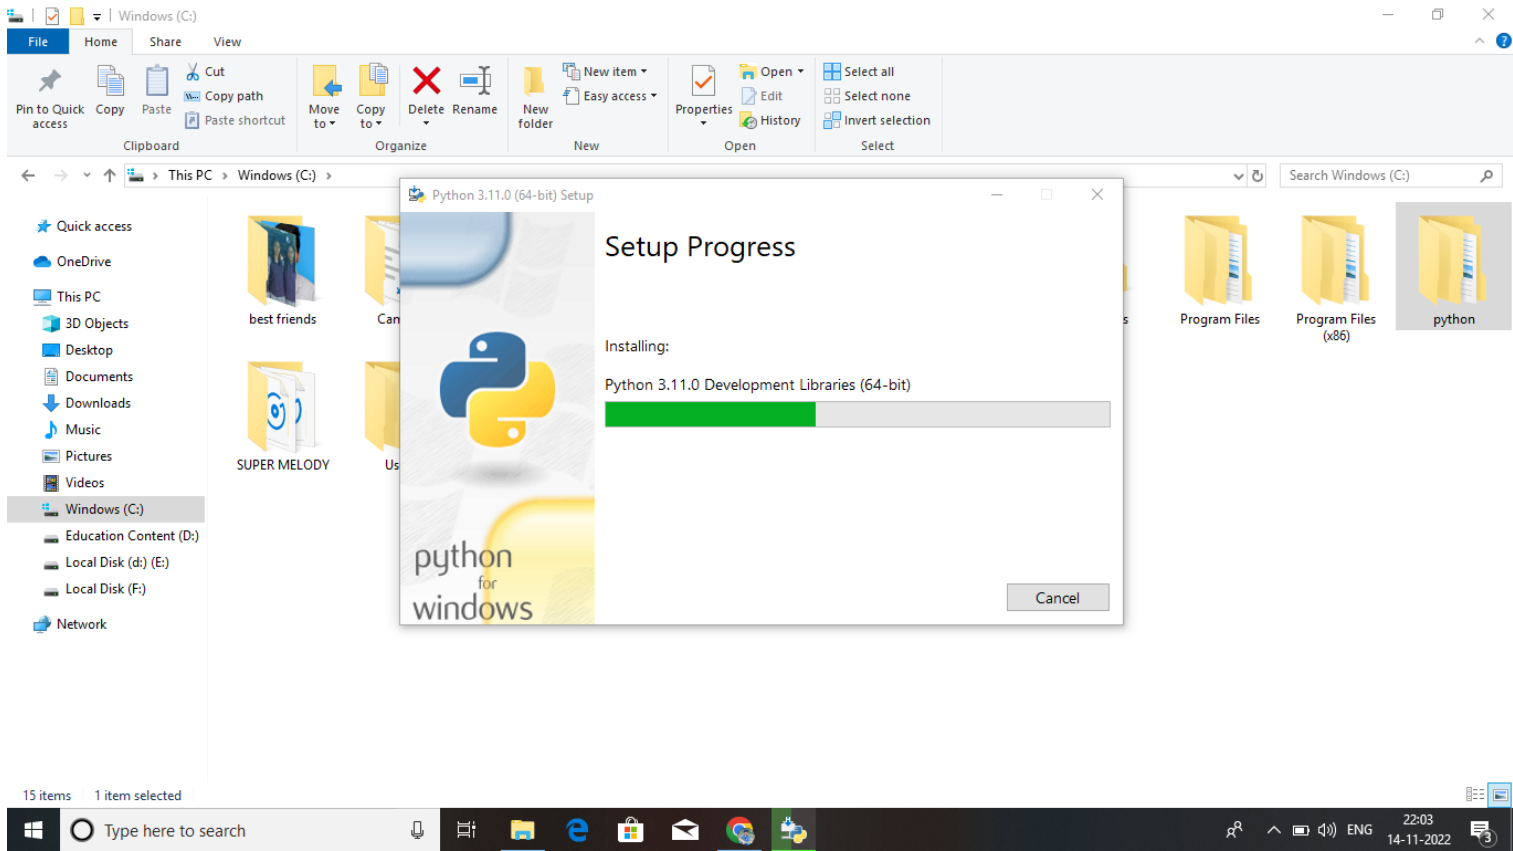 Windows (C:)
File Home Share View
Pin to Quick access
Copy
Paste
Cut
Copy path
Paste shortcut
Clipboard
Move to
Copy to
Delete
Rename
Organize
New folder
New item
Easy access
New
Properties
Open
Edit
History
Open
Select all
Select none
Invert selection
Select
This PC > Windows (C:) >
Search Windows (C:)
Quick access
OneDrive
This PC
3D Objects
Desktop
Documents
Downloads
Music
Pictures
Videos
Windows (C:)
Education Content (D:)
Local Disk (d:) (E:)
Local Disk (F:)
Network
best friends
Program Files
Program Files
(x86)
python
SUPER MELODY
Python 3.11.0 (64-bit) Setup
Setup Progress
Installing:
Python 3.11.0 Development Libraries (64-bit)
python
for
windows
Cancel
15 items 1 item selected
Type here to search
ENG
22:03
14-11-2022
3